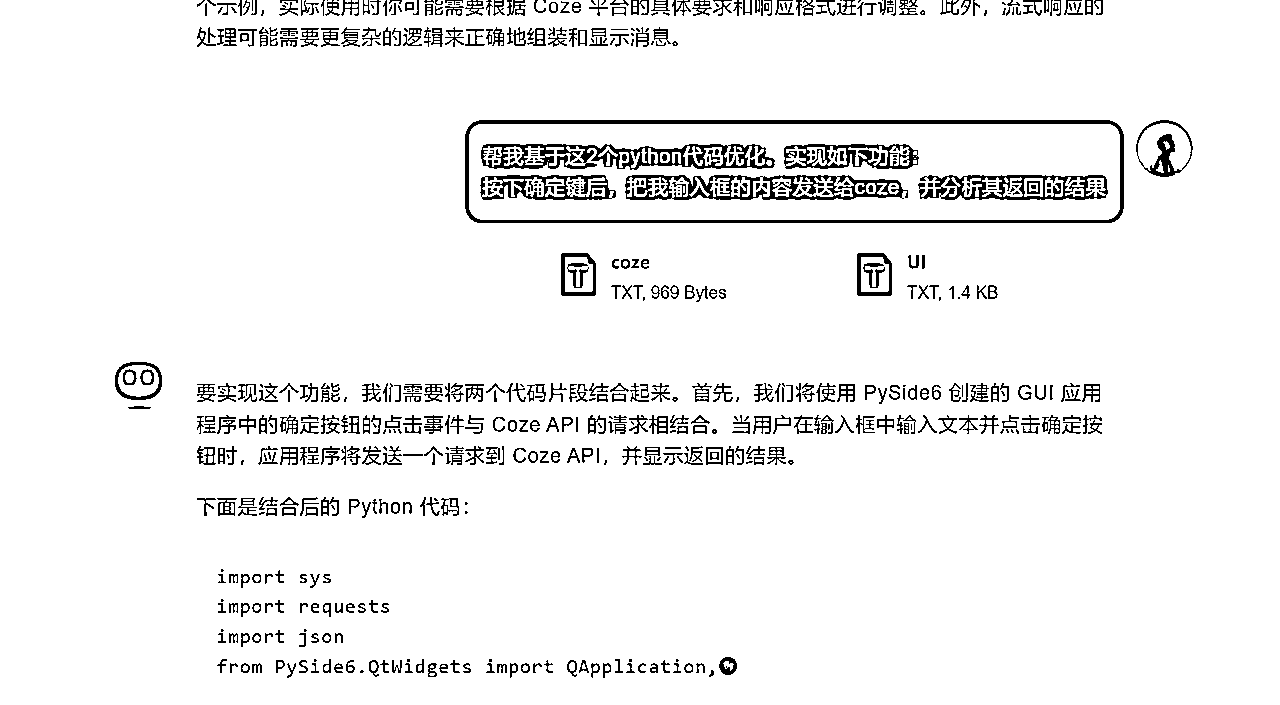 个示例，实际使用时你可能需要根据 Coze 平台的具体要求和响应格式进行调整。此外，流式响应的
处理可能需要更复杂的逻辑来正确地组装和显示消息。
帮我基于这2个python代码优化，实现如下功能：
按下确定键后，把我输入框的内容发送给coze，并分析其返回的结果
coze
TXT, 969 Bytes
UI
TXT, 1.4 KB
要实现这个功能，我们需要将两个代码片段结合起来。首先，我们将使用 PySide6 创建的 GUI 应用
程序中的确定按钮的点击事件与 Coze API 的请求相结合。当用户在输入框中输入文本并点击确定按
钮时，应用程序将发送一个请求到 Coze API，并显示返回的结果。
下面是结合后的 Python 代码：
import sys
import requests
import json
from PySide6.QtWidgets import QApplication,